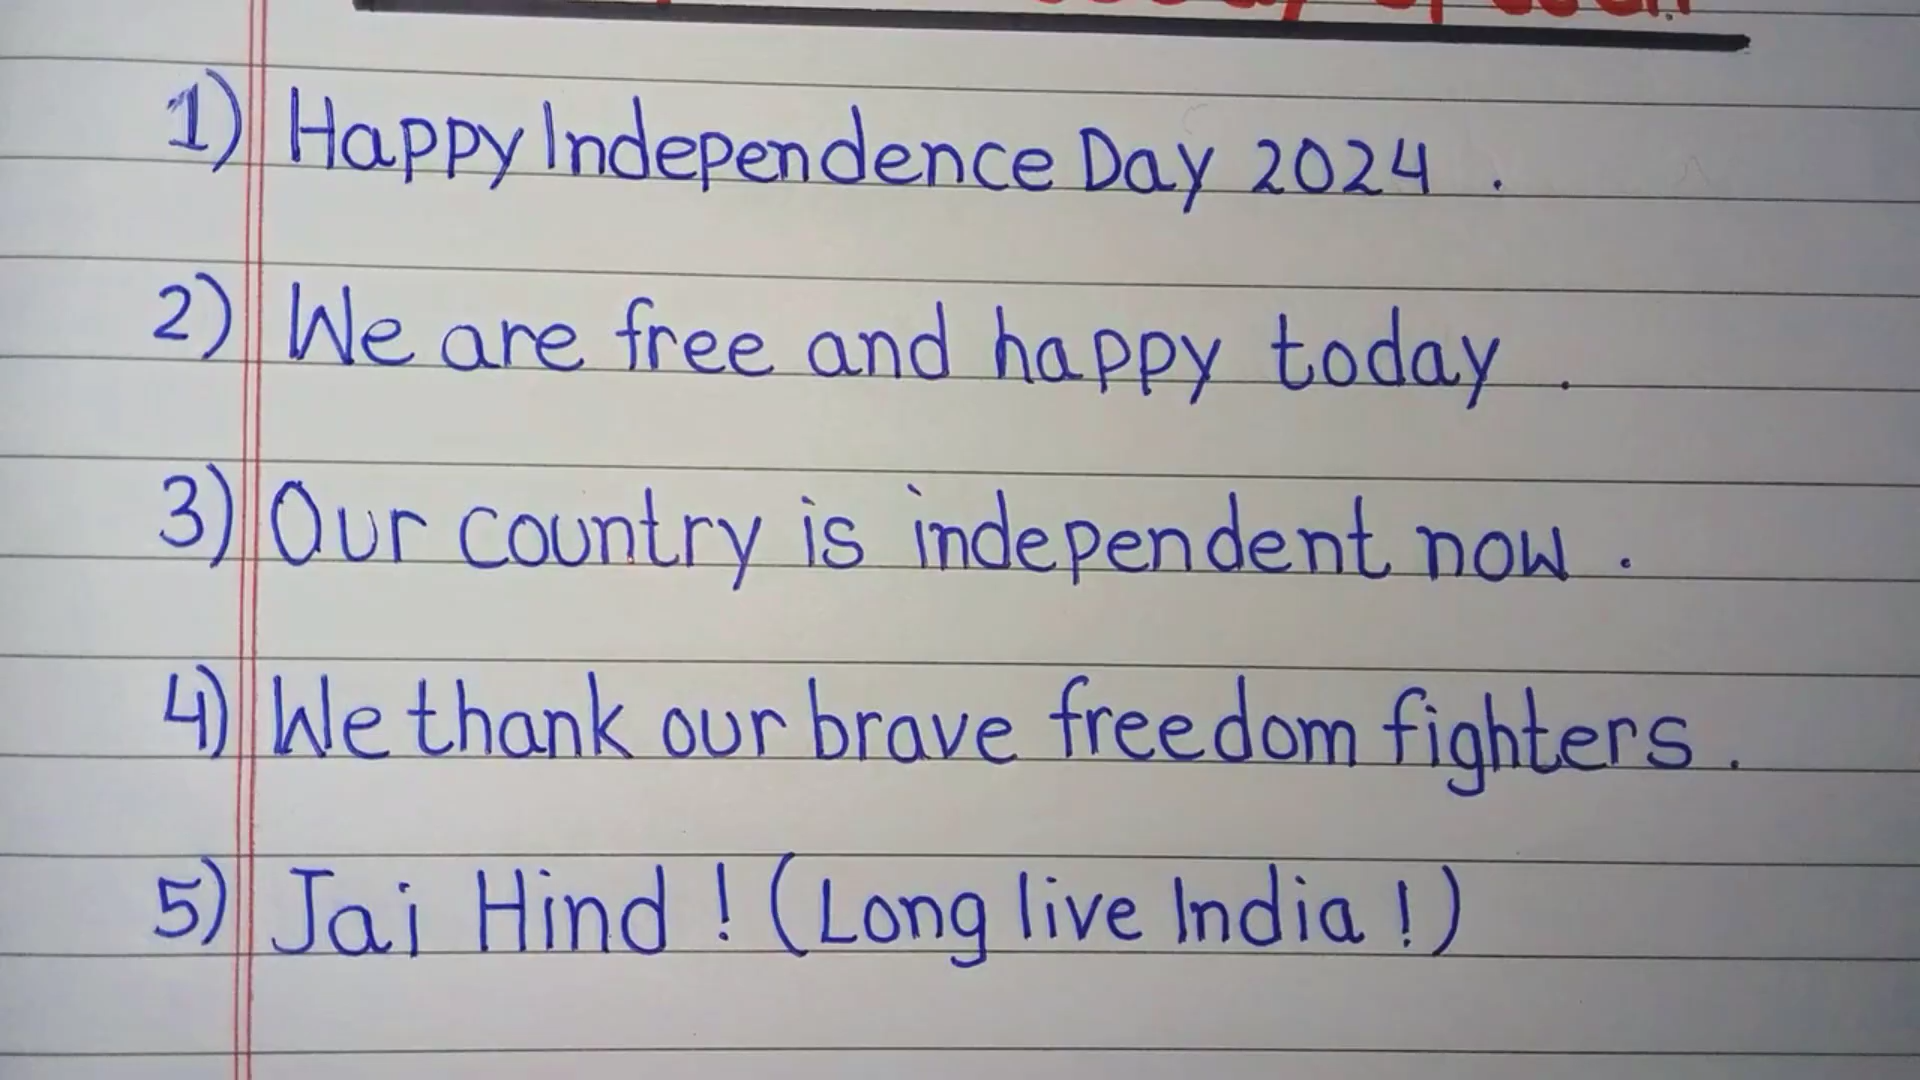 1) Happy Independence Day 2024 .
2) We are free and happy today .
3) Our country is independent now .
4) We thank our brave freedom fighters .
5) Jai Hind ! (Long live India !)